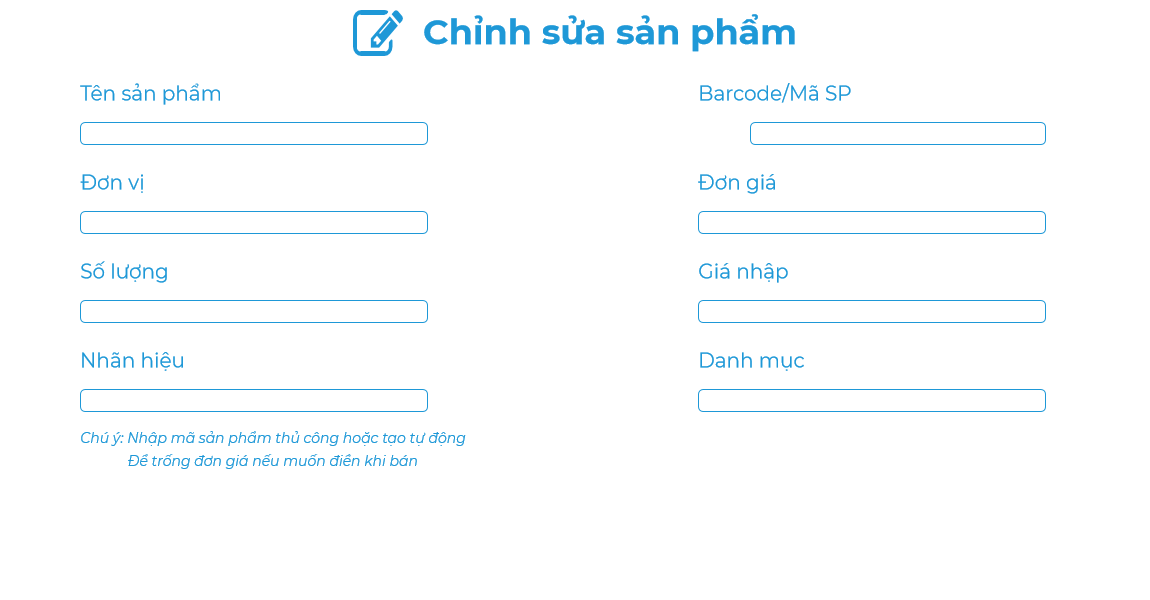 Chỉnh sửa sản phẩm
Tên sản phẩm
Barcode/Mã SP
Đơn vị
Đơn giá
Số lượng
Giá nhập
Nhãn hiệu
Danh mục
Chú ý: Nhập mã sản phẩm thủ công hoặc tạo tự động
Để trống đơn giá nếu muốn điền khi bán